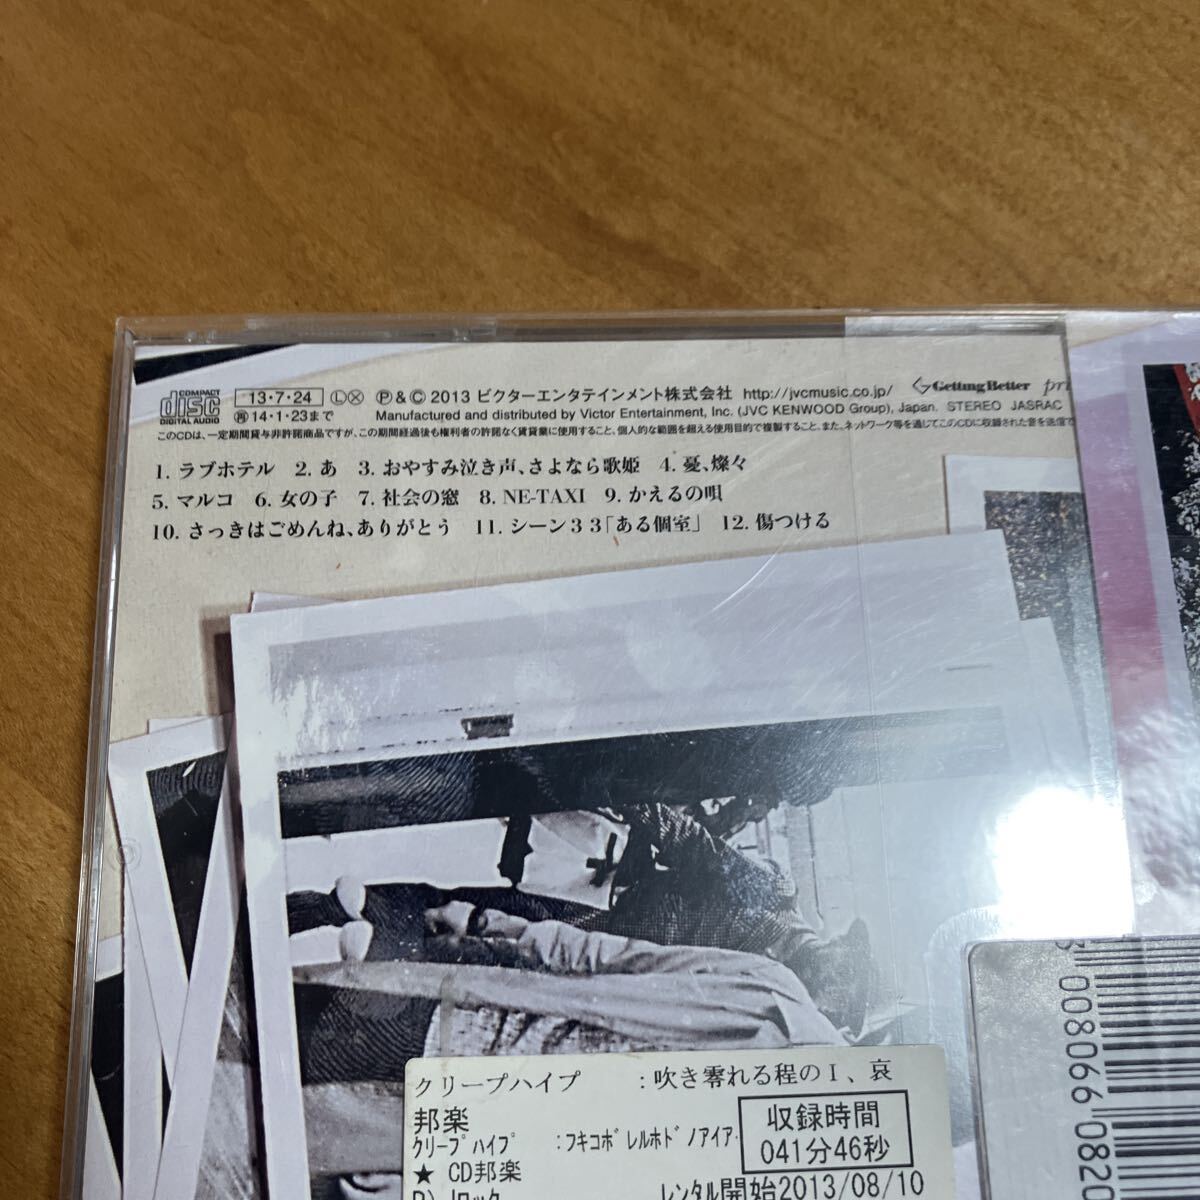 COMPACT
disc
DIGITAL AUDIO
13・7・24 Ⓛ Ⓧ
㋐14・1・23まで
Ⓟ&Ⓒ 2013 ビクターエンタテインメント株式会社 http://jvcmusic.co.jp/
Manufactured and distributed by Victor Entertainment, Inc. (JVC KENWOOD Group), Japan. STEREO JASRAC
Getting Better
このCDは、一定期間貸与非許諾商品ですが、この期間経過後も権利者の許諾なく賃貸業に使用すること、個人的な範囲を超える使用目的で複製すること、また、ネットワーク等を通じてこのCDに収録された音を送信で
1. ラブホテル 2. あ 3. おやすみ泣き声、さよなら歌姫 4. 憂、燦々
5. マルコ 6. 女の子 7. 社会の窓 8. NE-TAXI 9. かえるの唄
10. さっきはごめんね、ありがとう 11. シーン33「ある個室」 12. 傷つける
クリープハイプ :吹き零れる程のI、哀
邦楽
クリープハイプ :フキコボレルホドノアイアイ
収録時間
041分46秒
★ CD邦楽
レンタル開始2013/08/10
0080660820